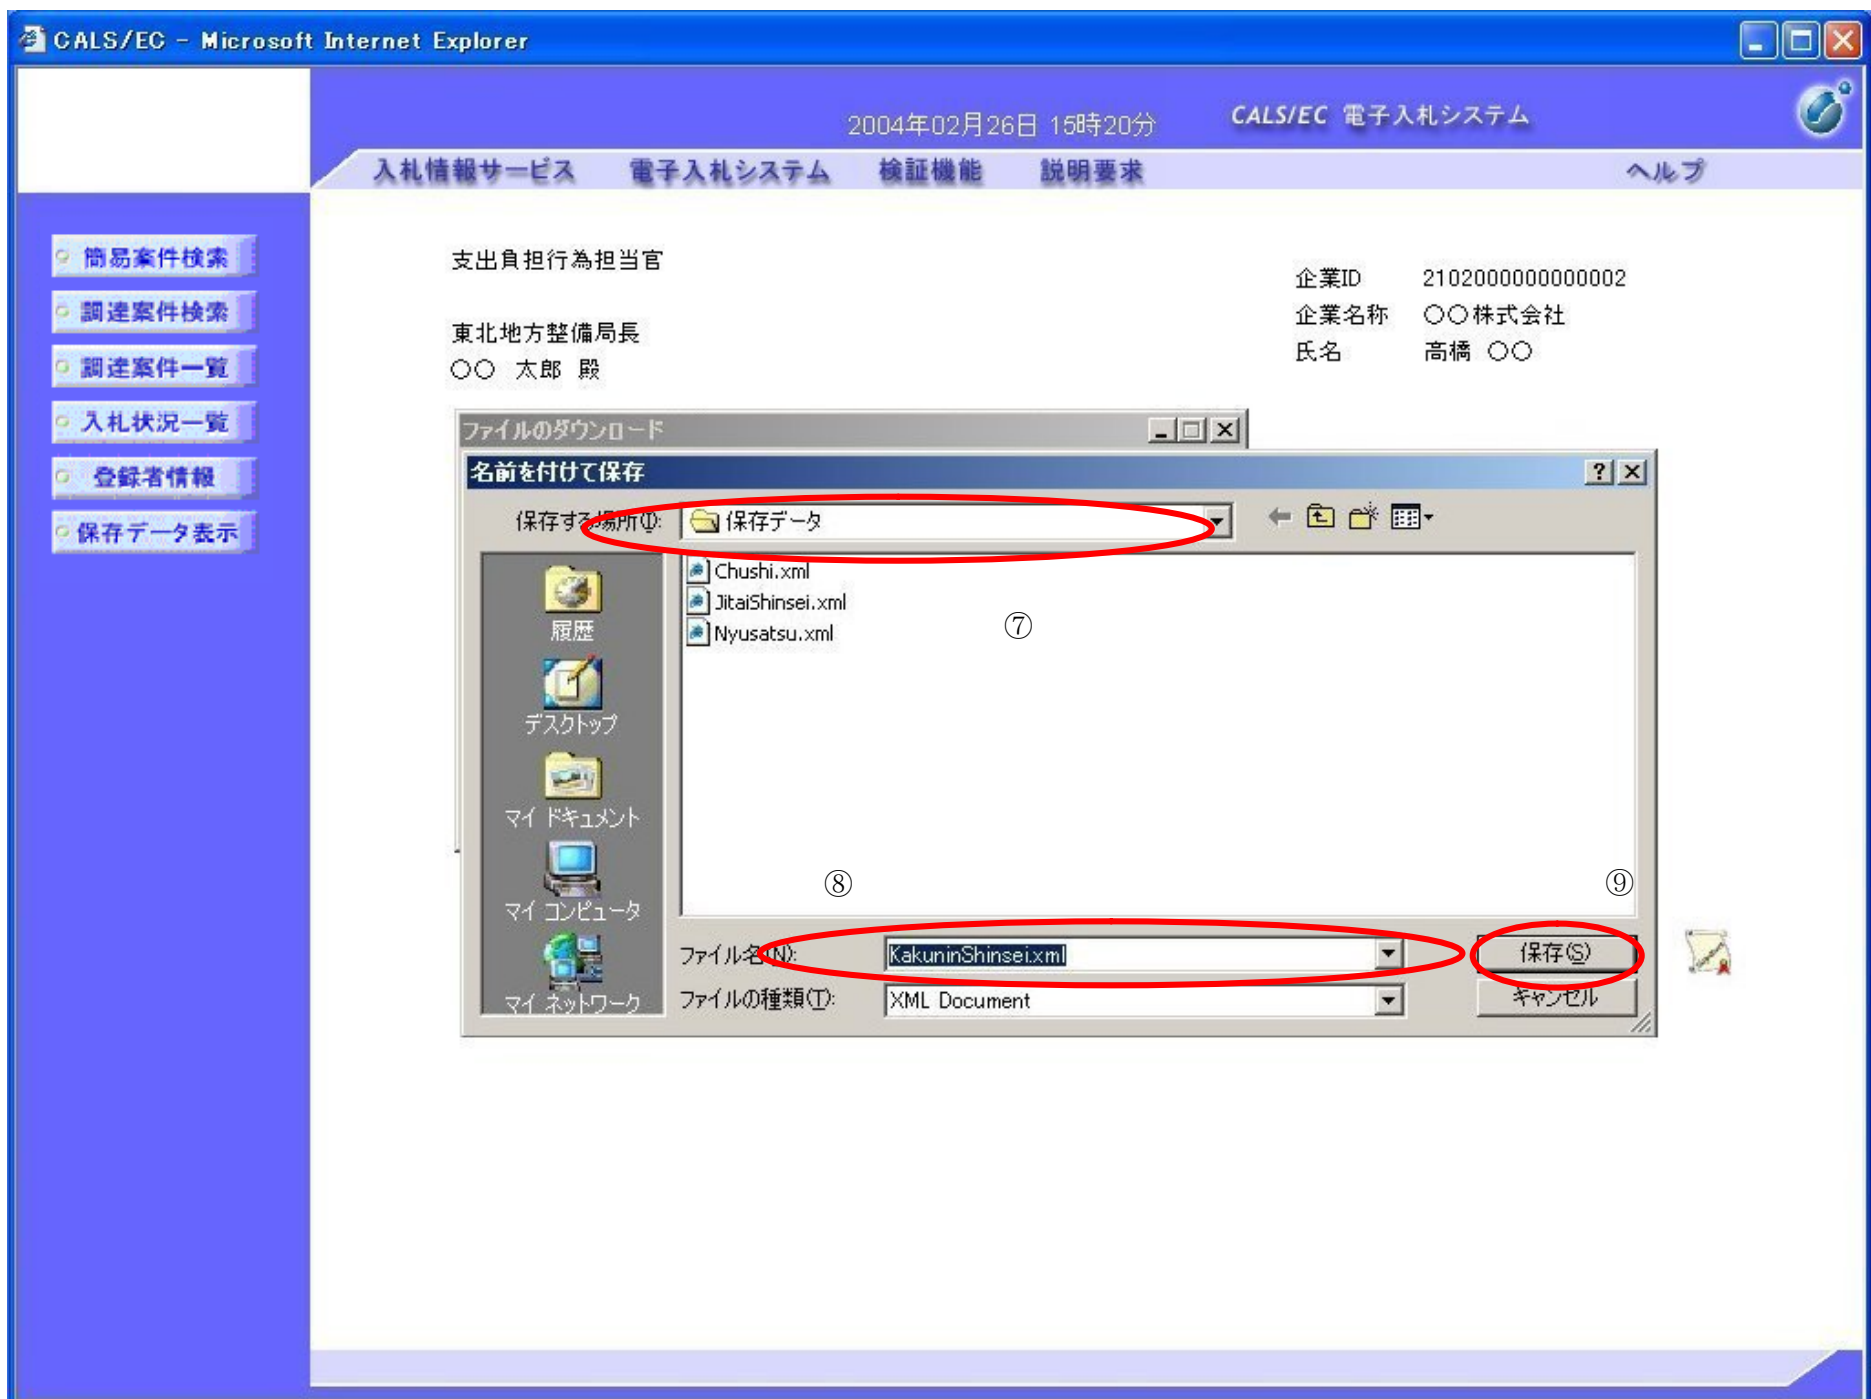 CALS/EC - Microsoft Internet Explorer
2004年02月26日 15時20分
CALS/EC 電子入札システム
入札情報サービス 電子入札システム 検証機能 説明要求 ヘルプ
簡易案件検索
調達案件検索
調達案件一覧
入札状況一覧
登録者情報
保存データ表示
支出負担行為担当官
東北地方整備局長
〇〇 太郎 殿
企業ID 2102000000000002
企業名称 〇〇株式会社
氏名 高橋 〇〇
ファイルのダウンロード
名前を付けて保存
保存する場所(I): 保存データ
履歴
デスクトップ
マイ ドキュメント
マイ コンピュータ
マイ ネットワーク
Chushi.xml
JitaiShinsei.xml
Nyusatsu.xml
⑦
⑧
⑨
ファイル名(N): KakuninShinsei.xml 保存(S)
ファイルの種類(T): XML Document キャンセル